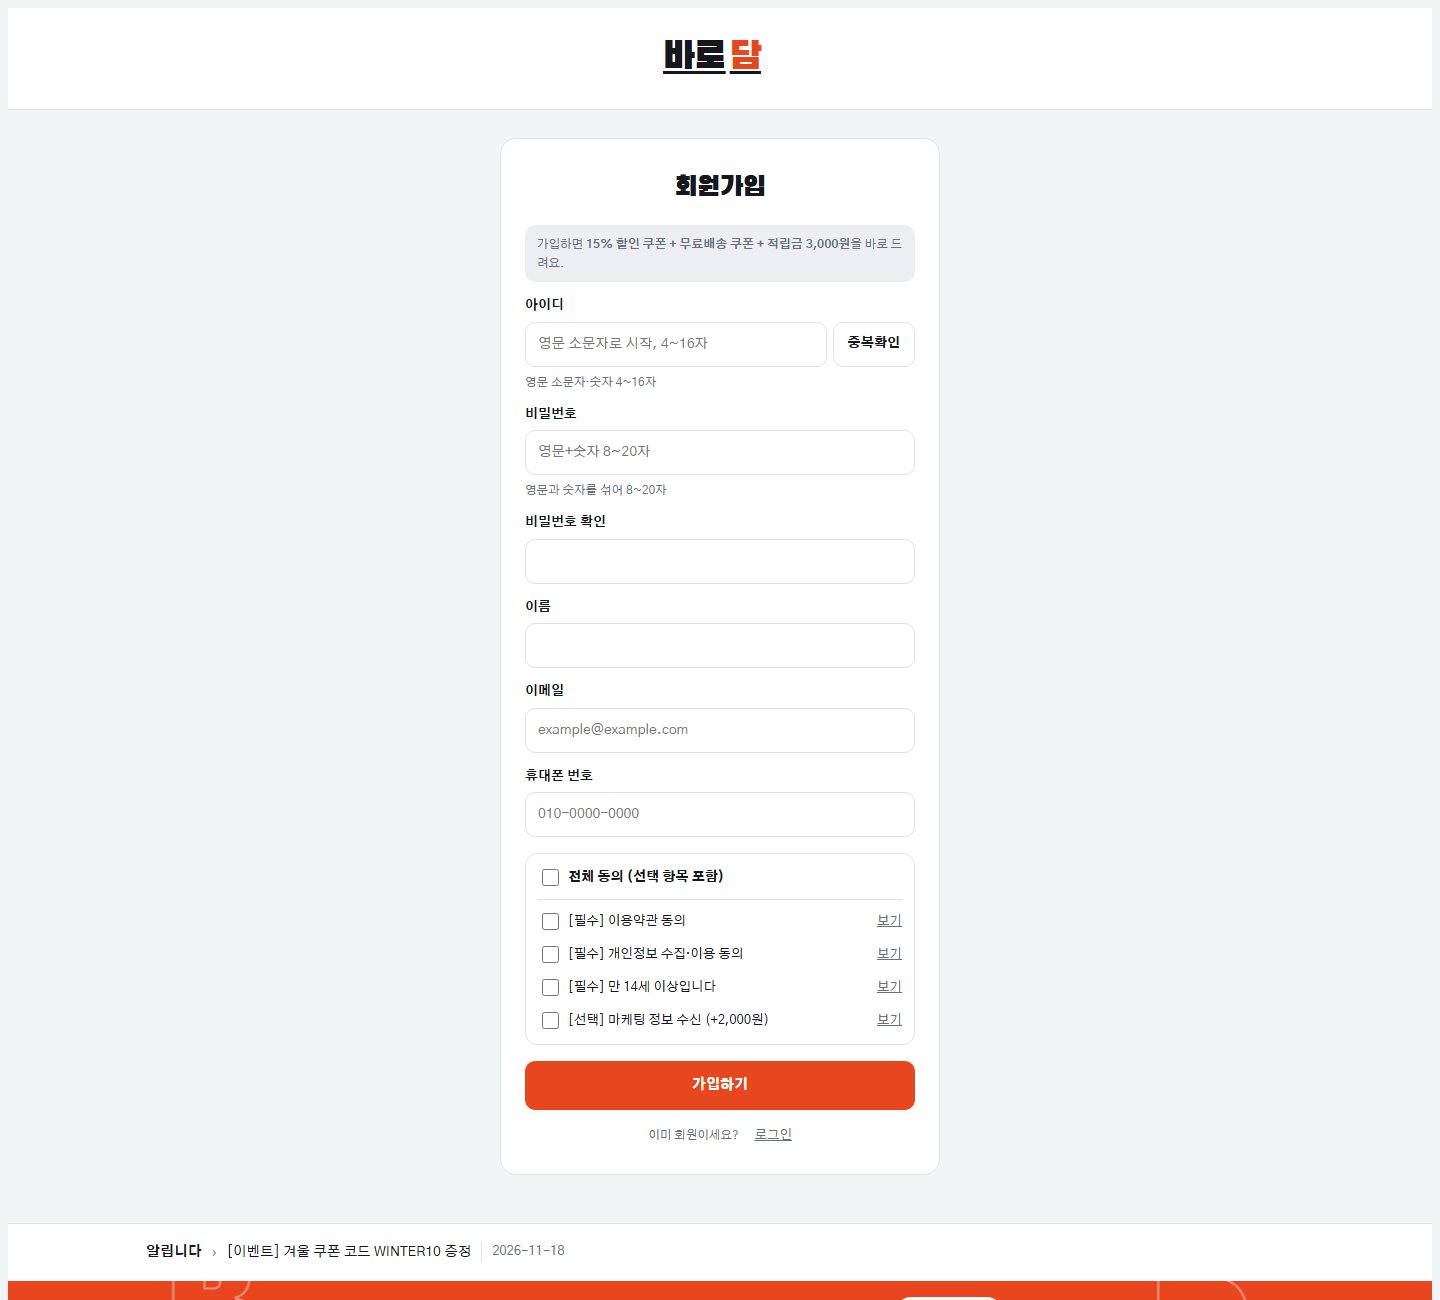 바로담
회원가입
가입하면 15% 할인 쿠폰 + 무료배송 쿠폰 + 적립금 3,000원을 바로 드
려요.
아이디
영문 소문자로 시작, 4~16자
중복확인
영문 소문자·숫자 4~16자
비밀번호
영문+숫자 8~20자
영문과 숫자를 섞어 8~20자
비밀번호 확인
이름
이메일
example@example.com
휴대폰 번호
010-0000-0000
전체 동의 (선택 항목 포함)
[필수] 이용약관 동의 보기
[필수] 개인정보 수집·이용 동의 보기
[필수] 만 14세 이상입니다 보기
[선택] 마케팅 정보 수신 (+2,000원) 보기
가입하기
이미 회원이세요? 로그인
알립니다 › [이벤트] 겨울 쿠폰 코드 WINTER10 증정 2026-11-18